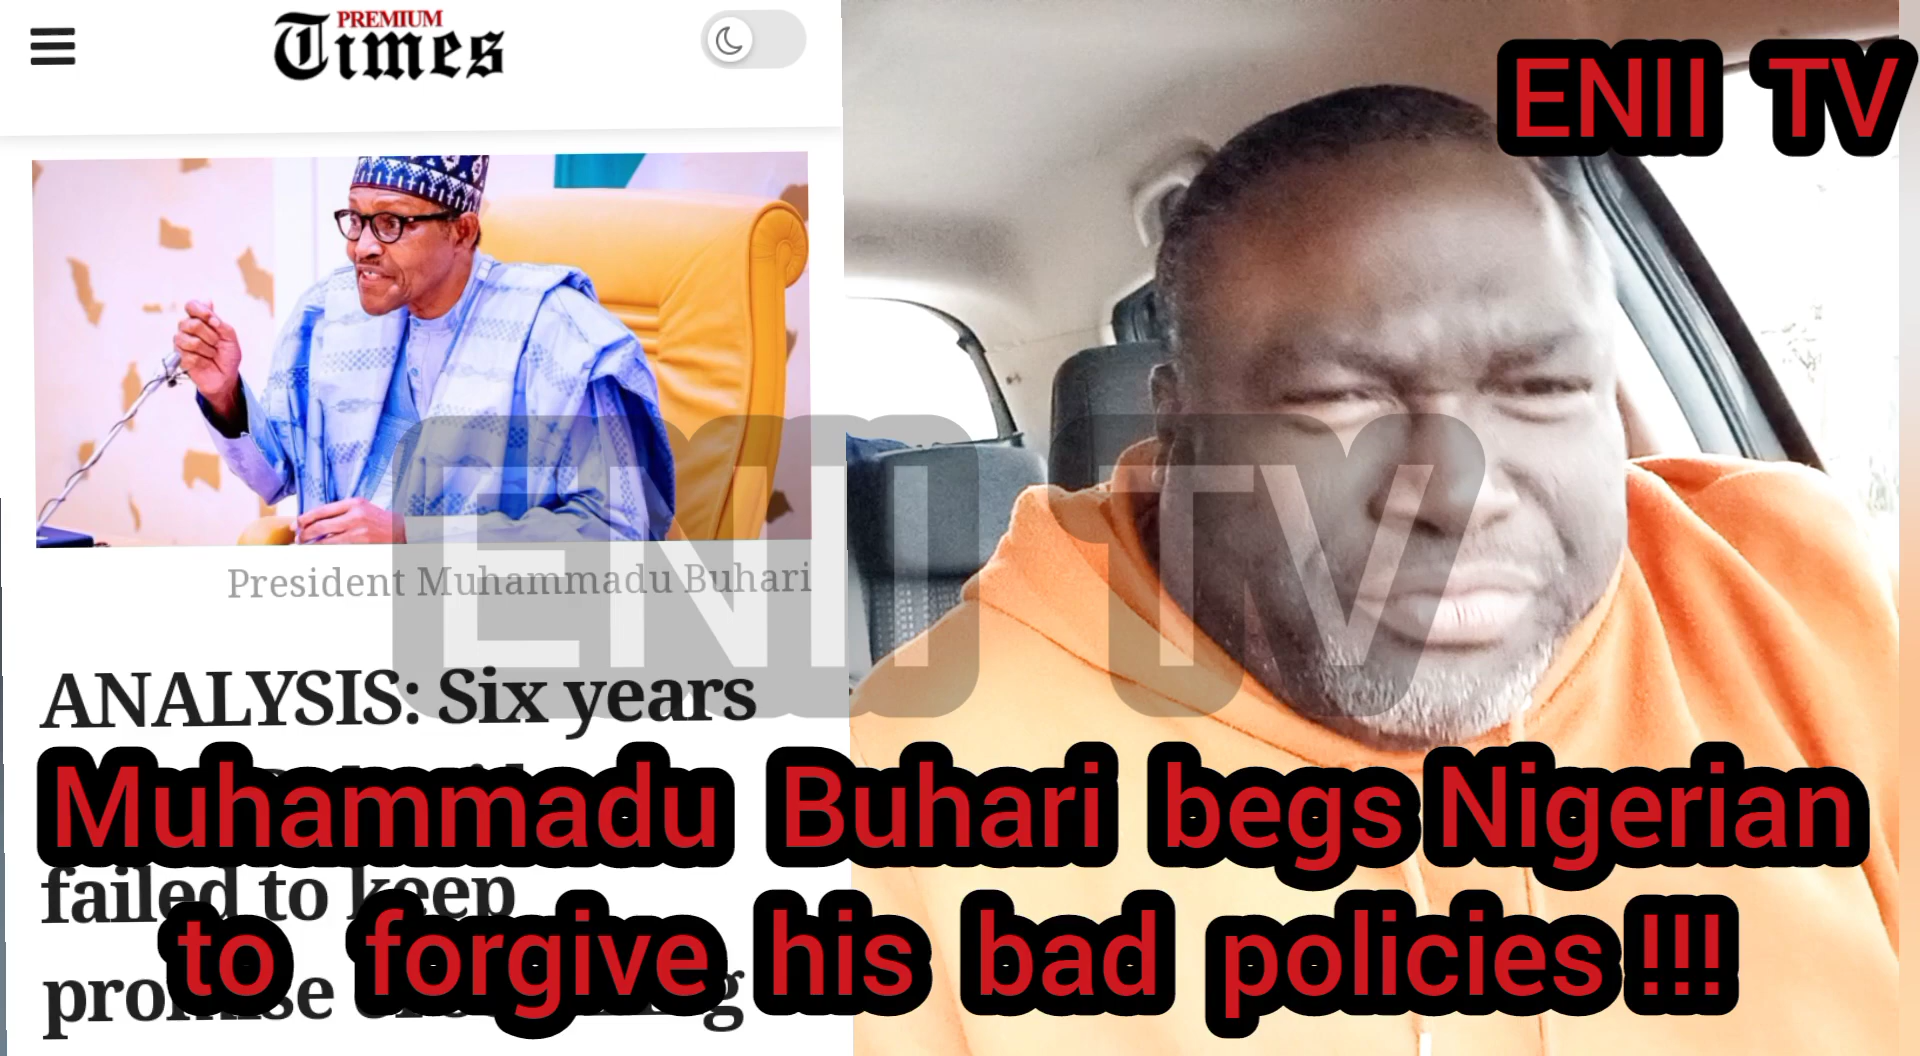 PREMIUM
Times
ENII TV
President Muhammadu Buhari
ENII TV
ANALYSIS: Six years
Muhammadu Buhari begs Nigerian
failed to keep
to forgive his bad policies !!!
promise